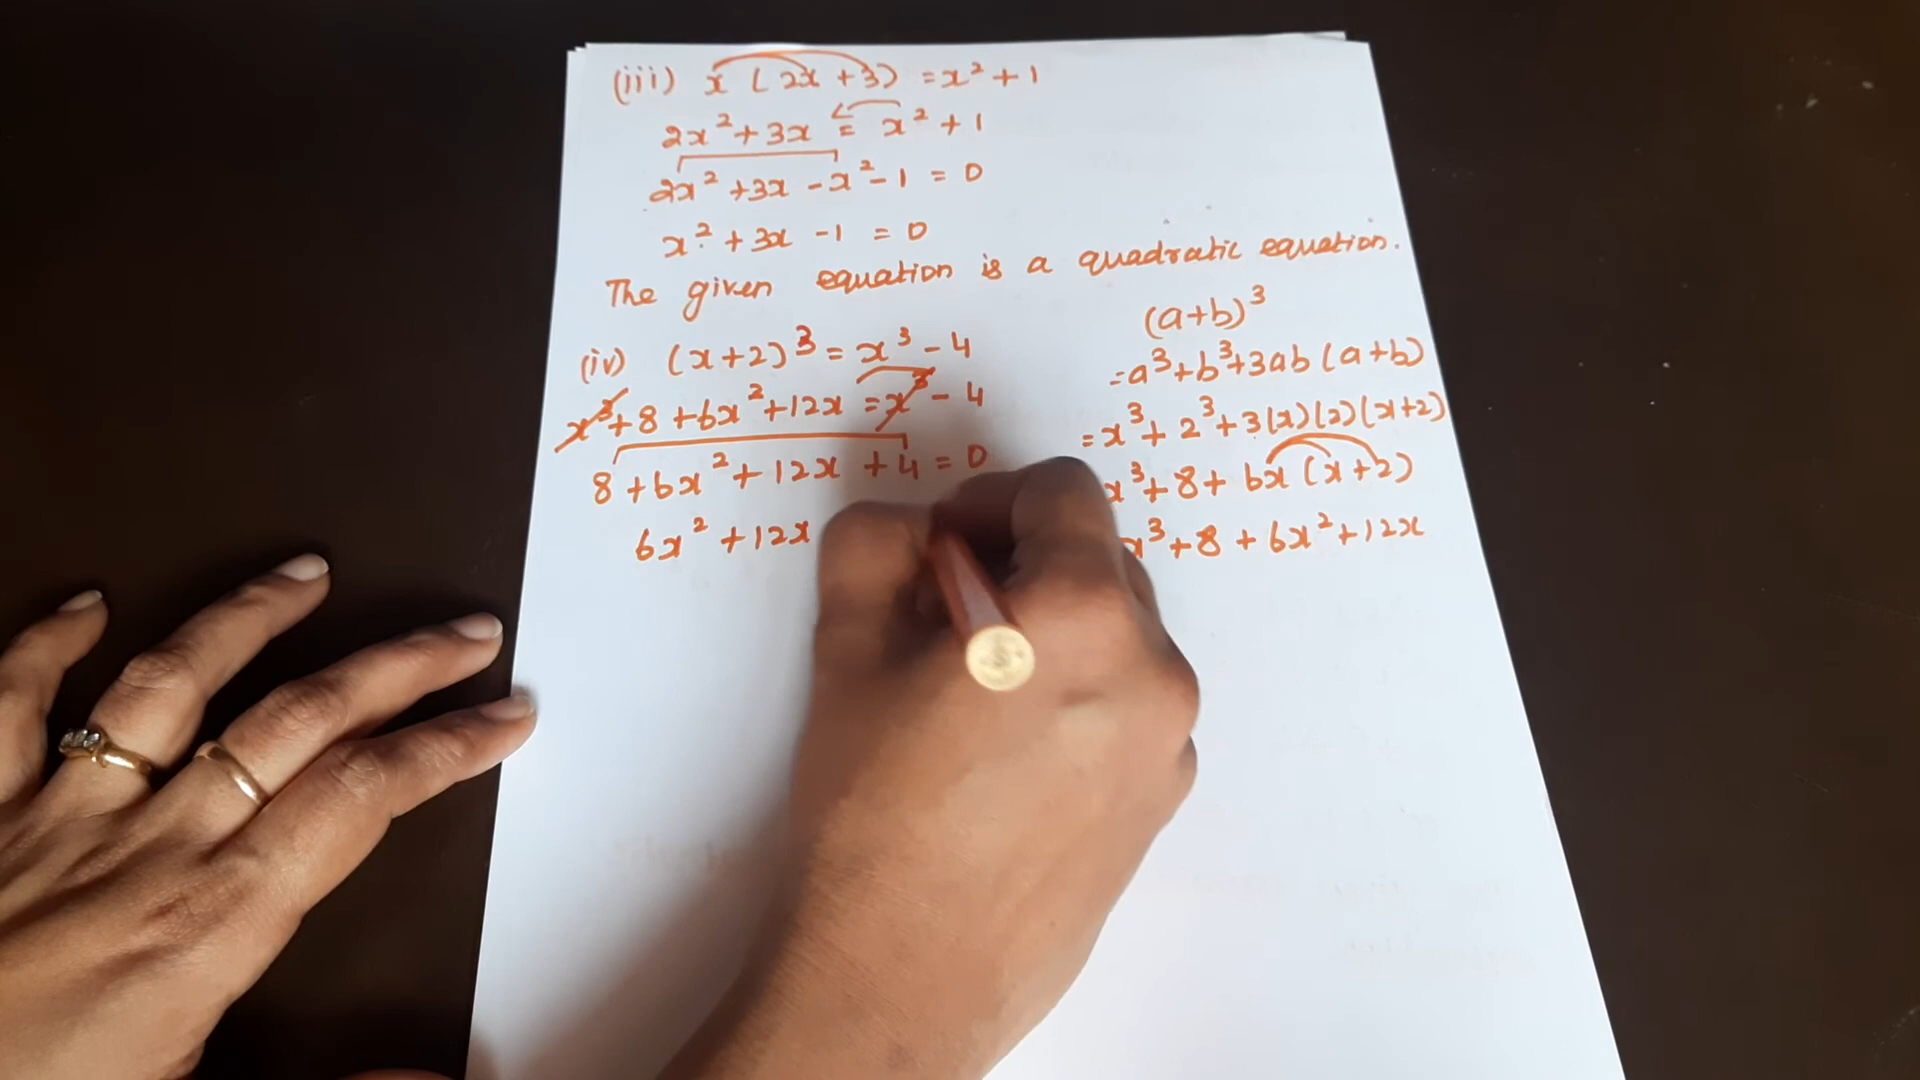 (iii) x (2x + 3) = x² + 1
2x² + 3x = x² + 1
2x² + 3x - x² - 1 = 0
x² + 3x - 1 = 0
The given equation is a quadratic equation.
(iv) (x+2)³ = x³ - 4
x³ + 8 + 6x² + 12x = x³ - 4
8 + 6x² + 12x + 4 = 0
6x² + 12x
(a+b)³
= a³ + b³ + 3ab (a+b)
= x³ + 2³ + 3(x)(2)(x+2)
x³ + 8 + 6x (x+2)
x³ + 8 + 6x² + 12x